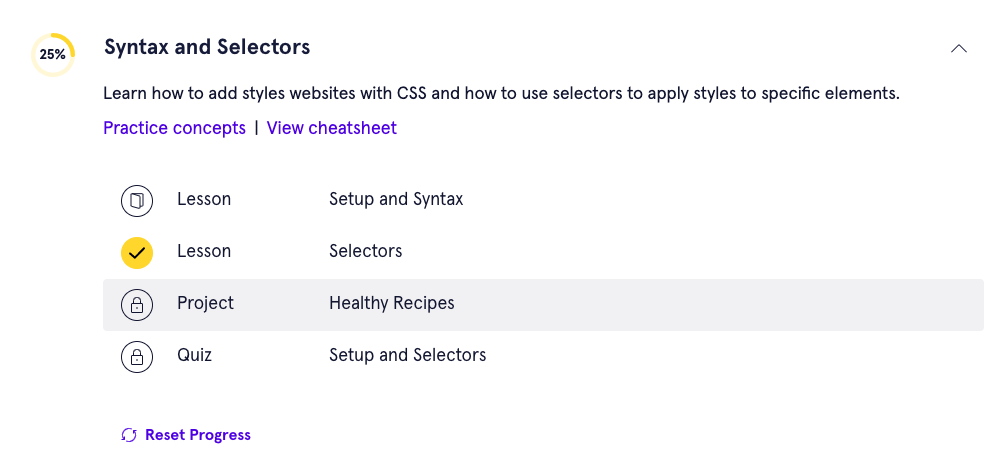 25%
Syntax and Selectors
Learn how to add styles websites with CSS and how to use selectors to apply styles to specific elements.
Practice concepts | View cheatsheet
Lesson Setup and Syntax
Lesson Selectors
Project Healthy Recipes
Quiz Setup and Selectors
Reset Progress